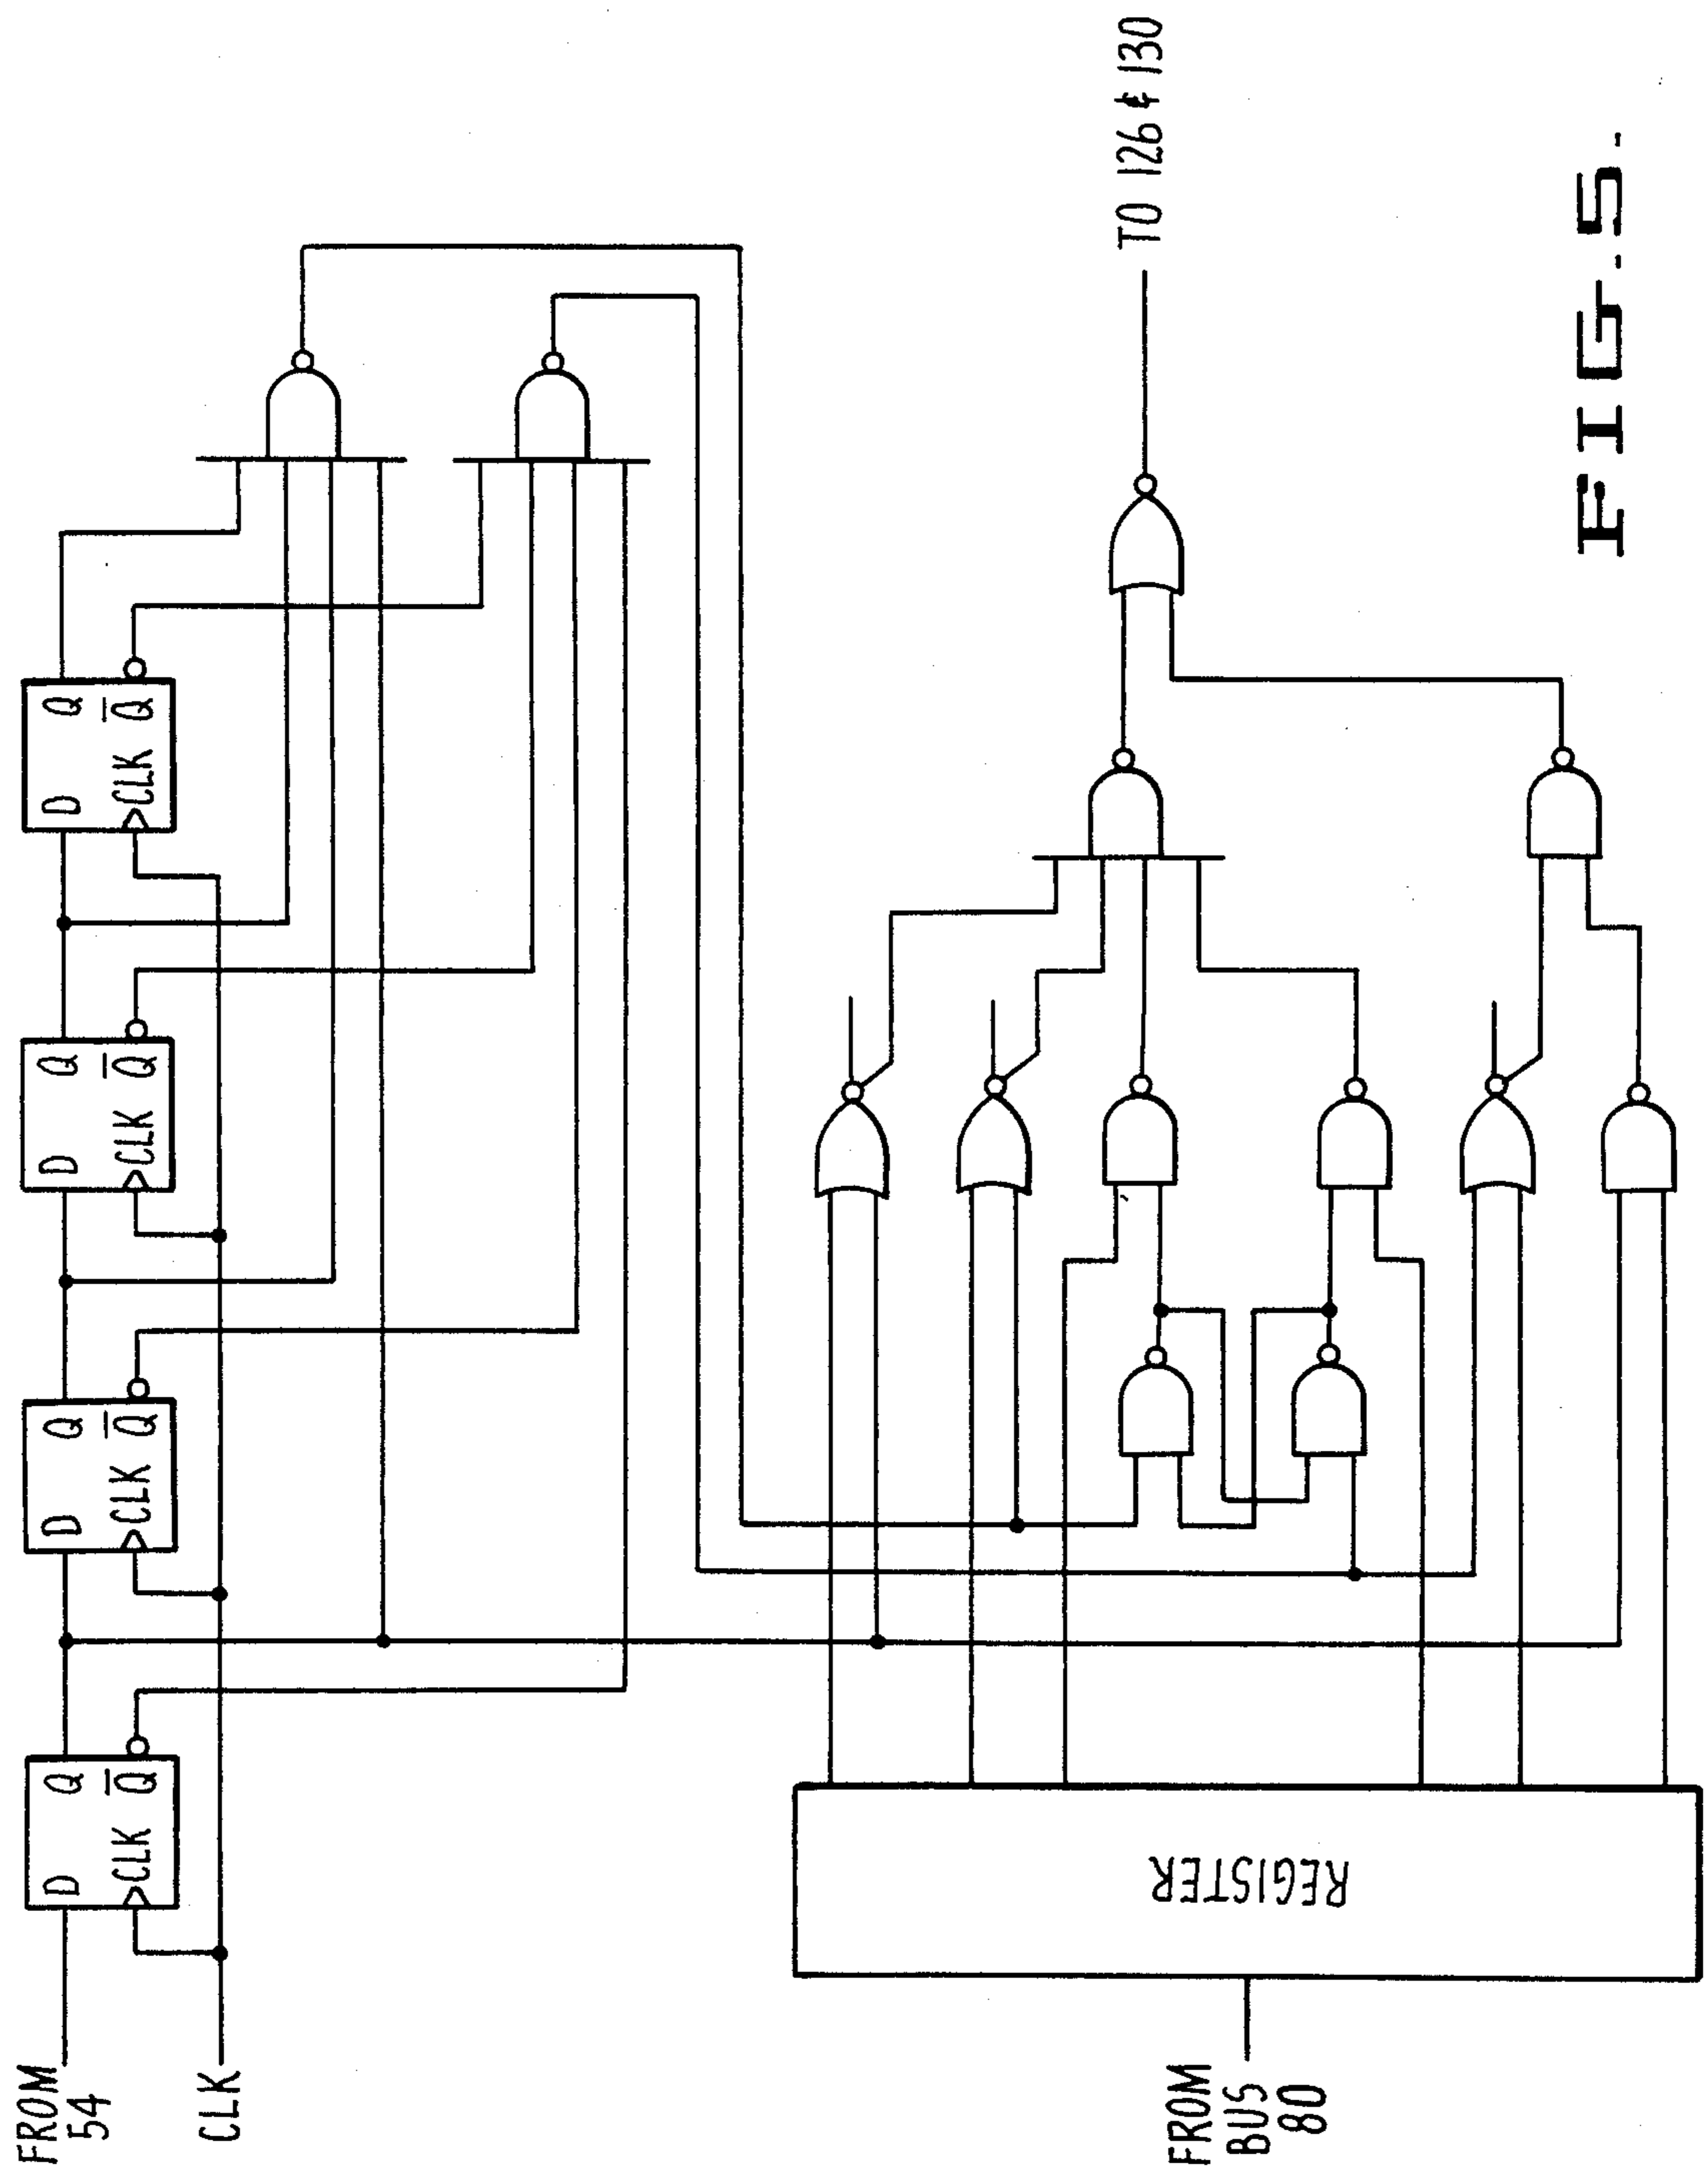 FROM
54
CLK
D Q
CLK Q̅
D Q
CLK Q̅
D Q
CLK Q̅
D Q
CLK Q̅
FROM
BUS
80
REGISTER
TO 126 & 130
FIG. 5.